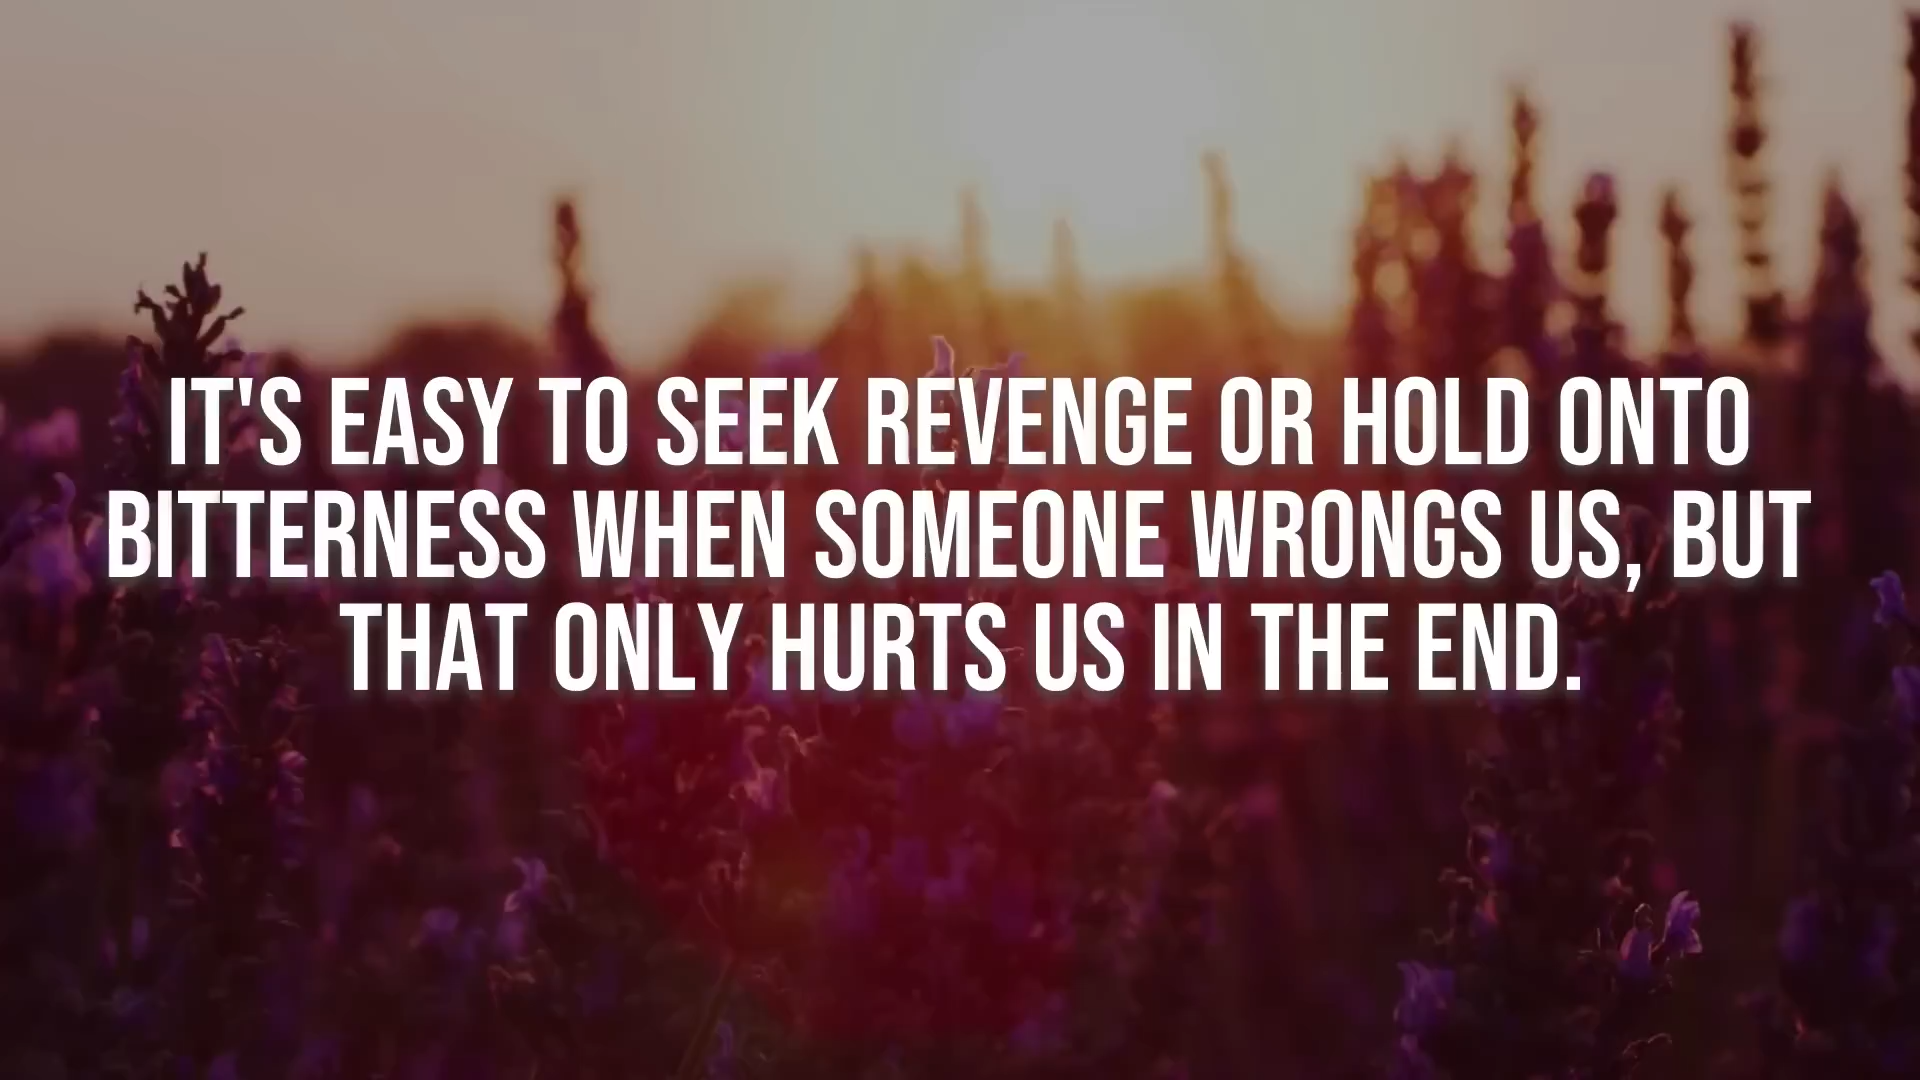 IT'S EASY TO SEEK REVENGE OR HOLD ONTO
BITTERNESS WHEN SOMEONE WRONGS US, BUT
THAT ONLY HURTS US IN THE END.